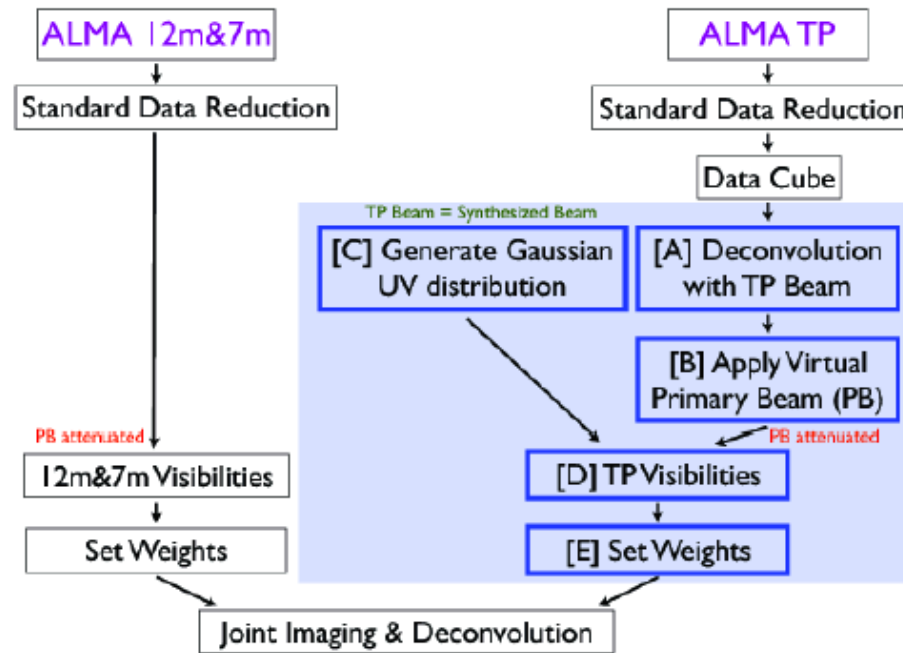 ALMA 12m&7m
ALMA TP
Standard Data Reduction
Standard Data Reduction
Data Cube
TP Beam = Synthesized Beam
[C] Generate Gaussian
UV distribution
[A] Deconvolution
with TP Beam
[B] Apply Virtual
Primary Beam (PB)
PB attenuated
PB attenuated
12m&7m Visibilities
[D] TP Visibilities
Set Weights
[E] Set Weights
Joint Imaging & Deconvolution